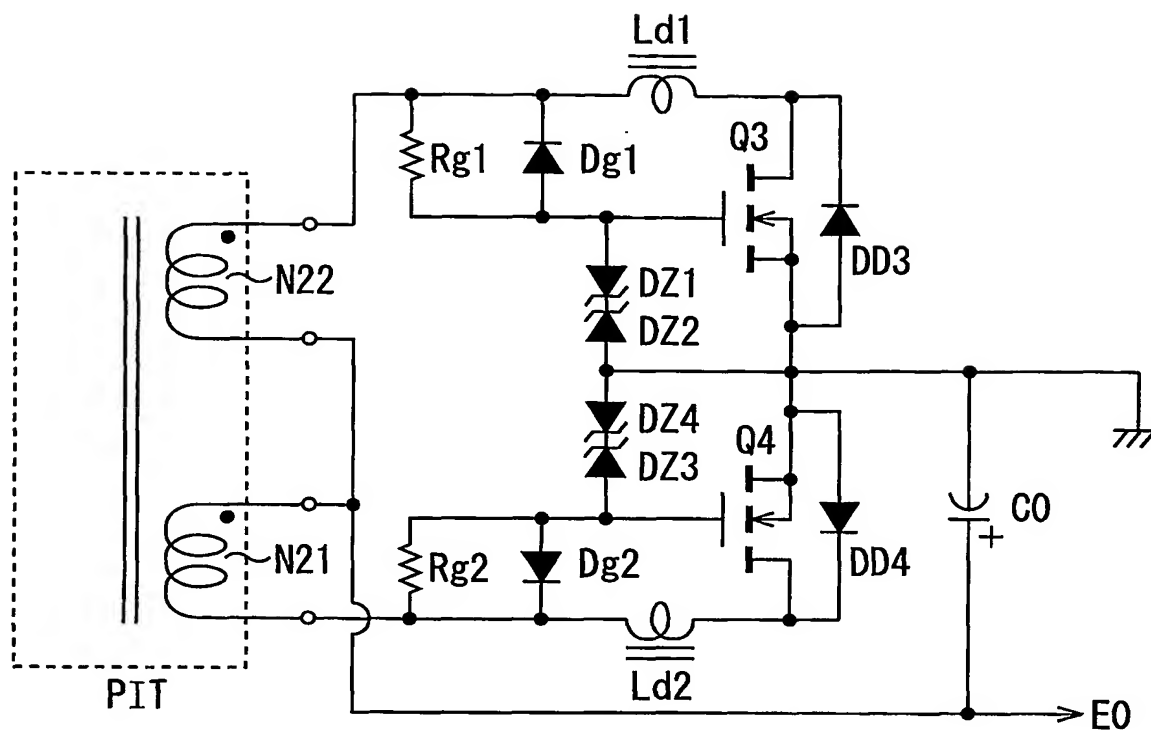 Ld1
Q3
Rg1
Dg1
DD3
N22
DZ1
DZ2
DZ4
DZ3
Q4
N21
Rg2
Dg2
DD4
CO
+
Ld2
PIT
EO